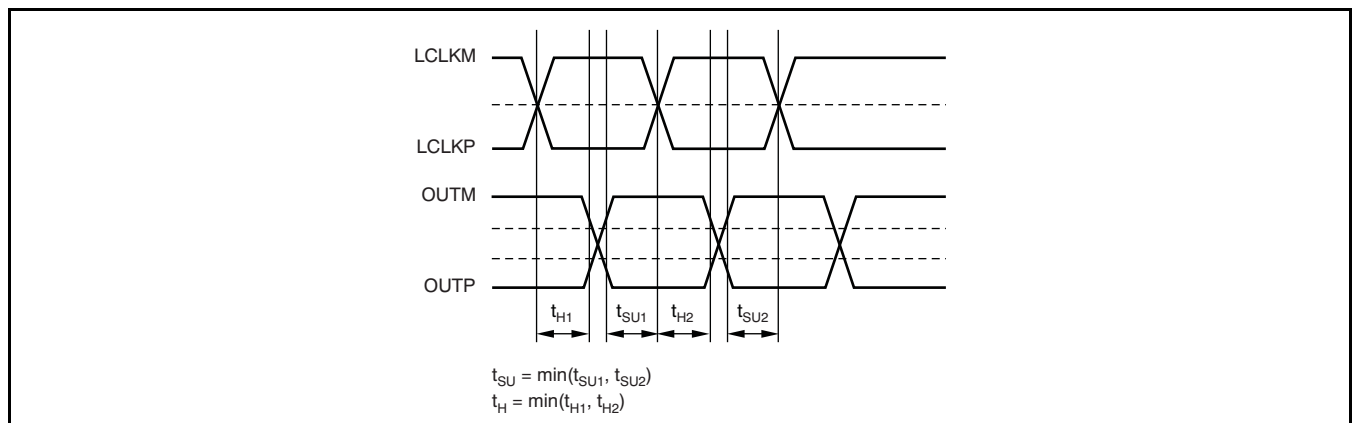 LCLKM
LCLKP
OUTM
OUTP
tH1 tSU1 tH2 tSU2
tSU = min(tSU1, tSU2)
tH = min(tH1, tH2)